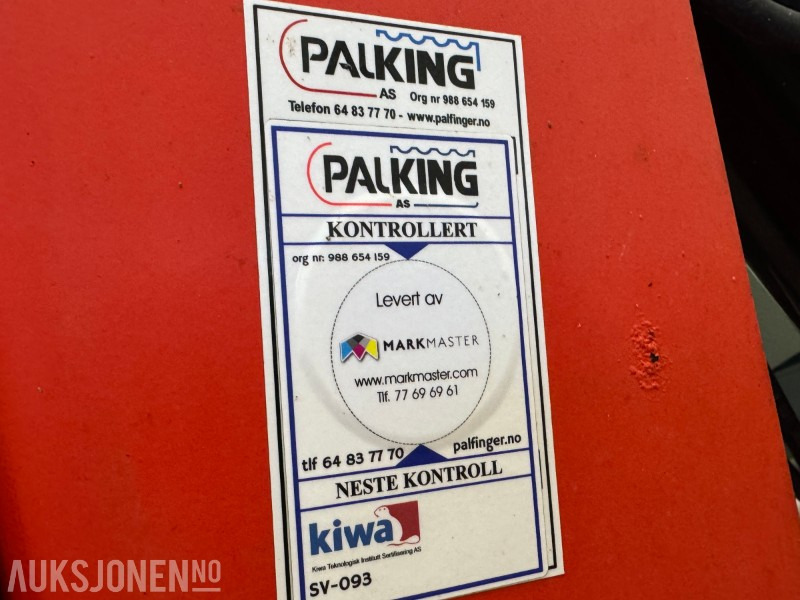 PALKING
AS Org nr 988 654 159
Telefon 64 83 77 70 - www.palfinger.no
PALKING
AS
KONTROLLERT
org nr: 988 654 159
Levert av
MARKMASTER
www.markmaster.com
Tlf. 77 69 69 61
tlf 64 83 77 70 palfinger.no
NESTE KONTROLL
kiwa
Kiwa Teknologisk Institutt Sertifisering AS
SV-093
AUKSJONEN.NO